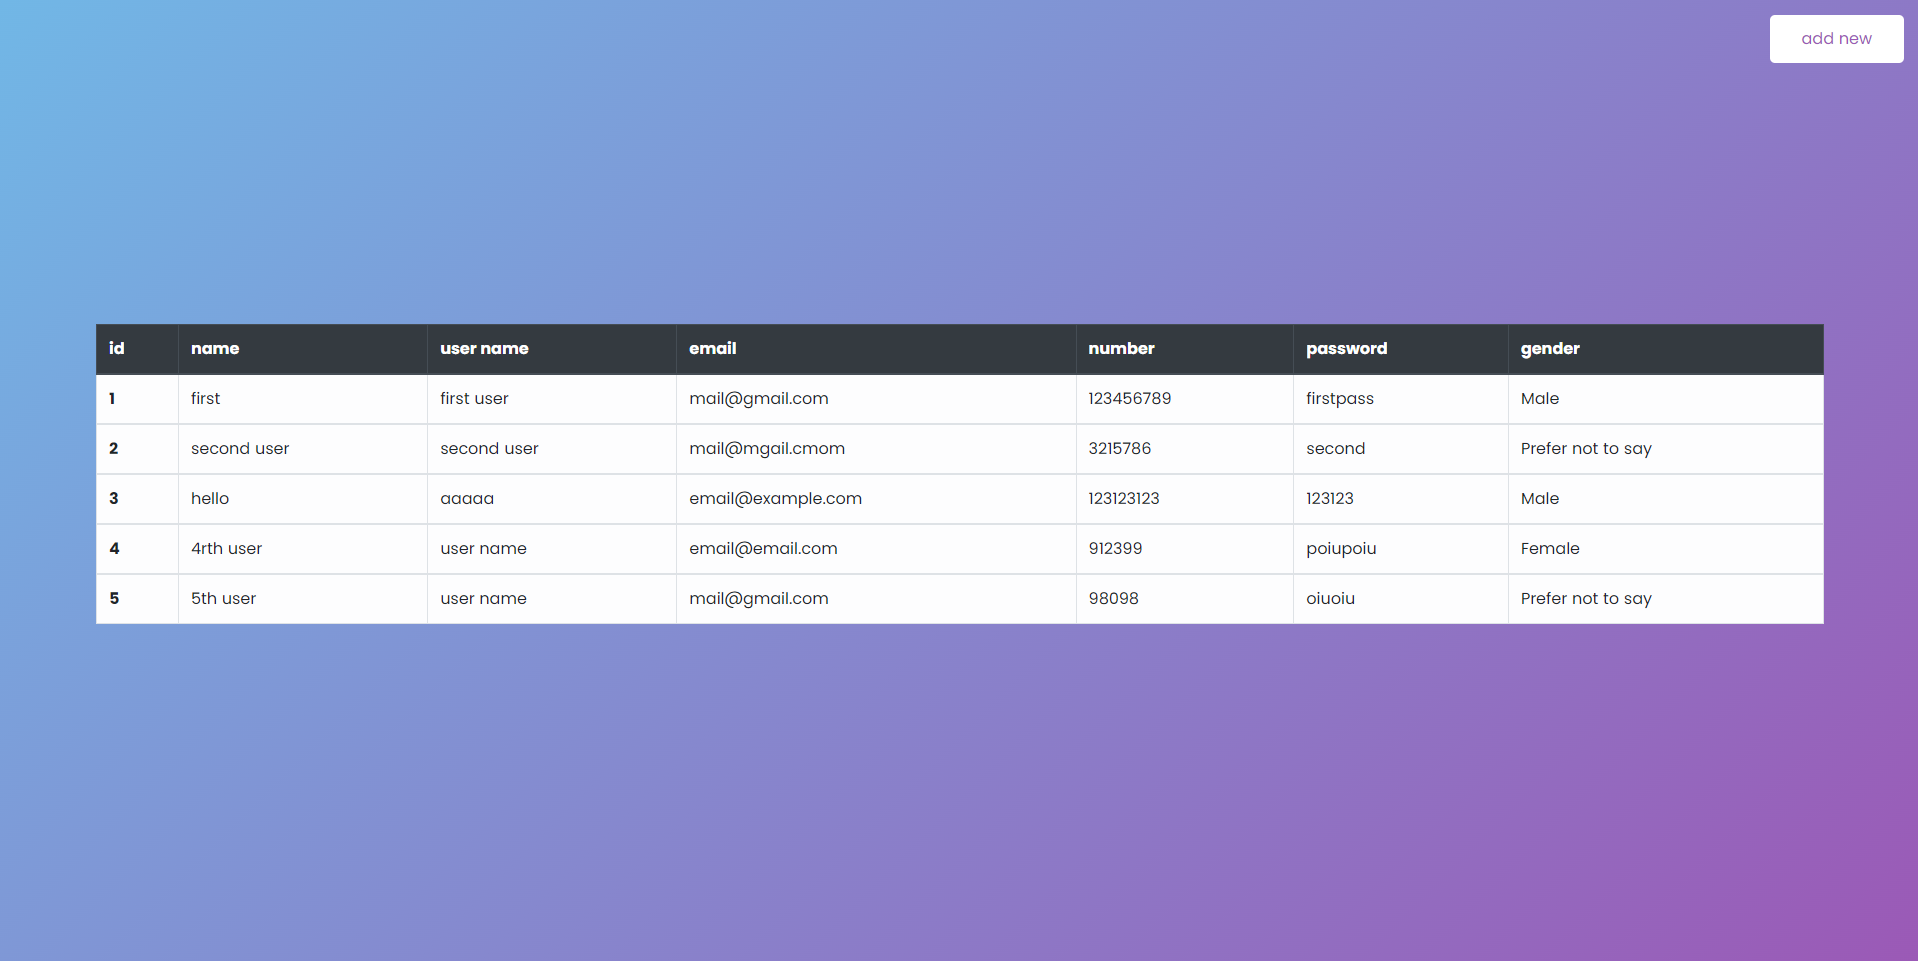 add new
id name user name email number password gender
1 first first user mail@gmail.com 123456789 firstpass Male
2 second user second user mail@mgail.cmom 3215786 second Prefer not to say
3 hello aaaaa email@example.com 123123123 123123 Male
4 4rth user user name email@email.com 912399 poiupoiu Female
5 5th user user name mail@gmail.com 98098 oiuoiu Prefer not to say